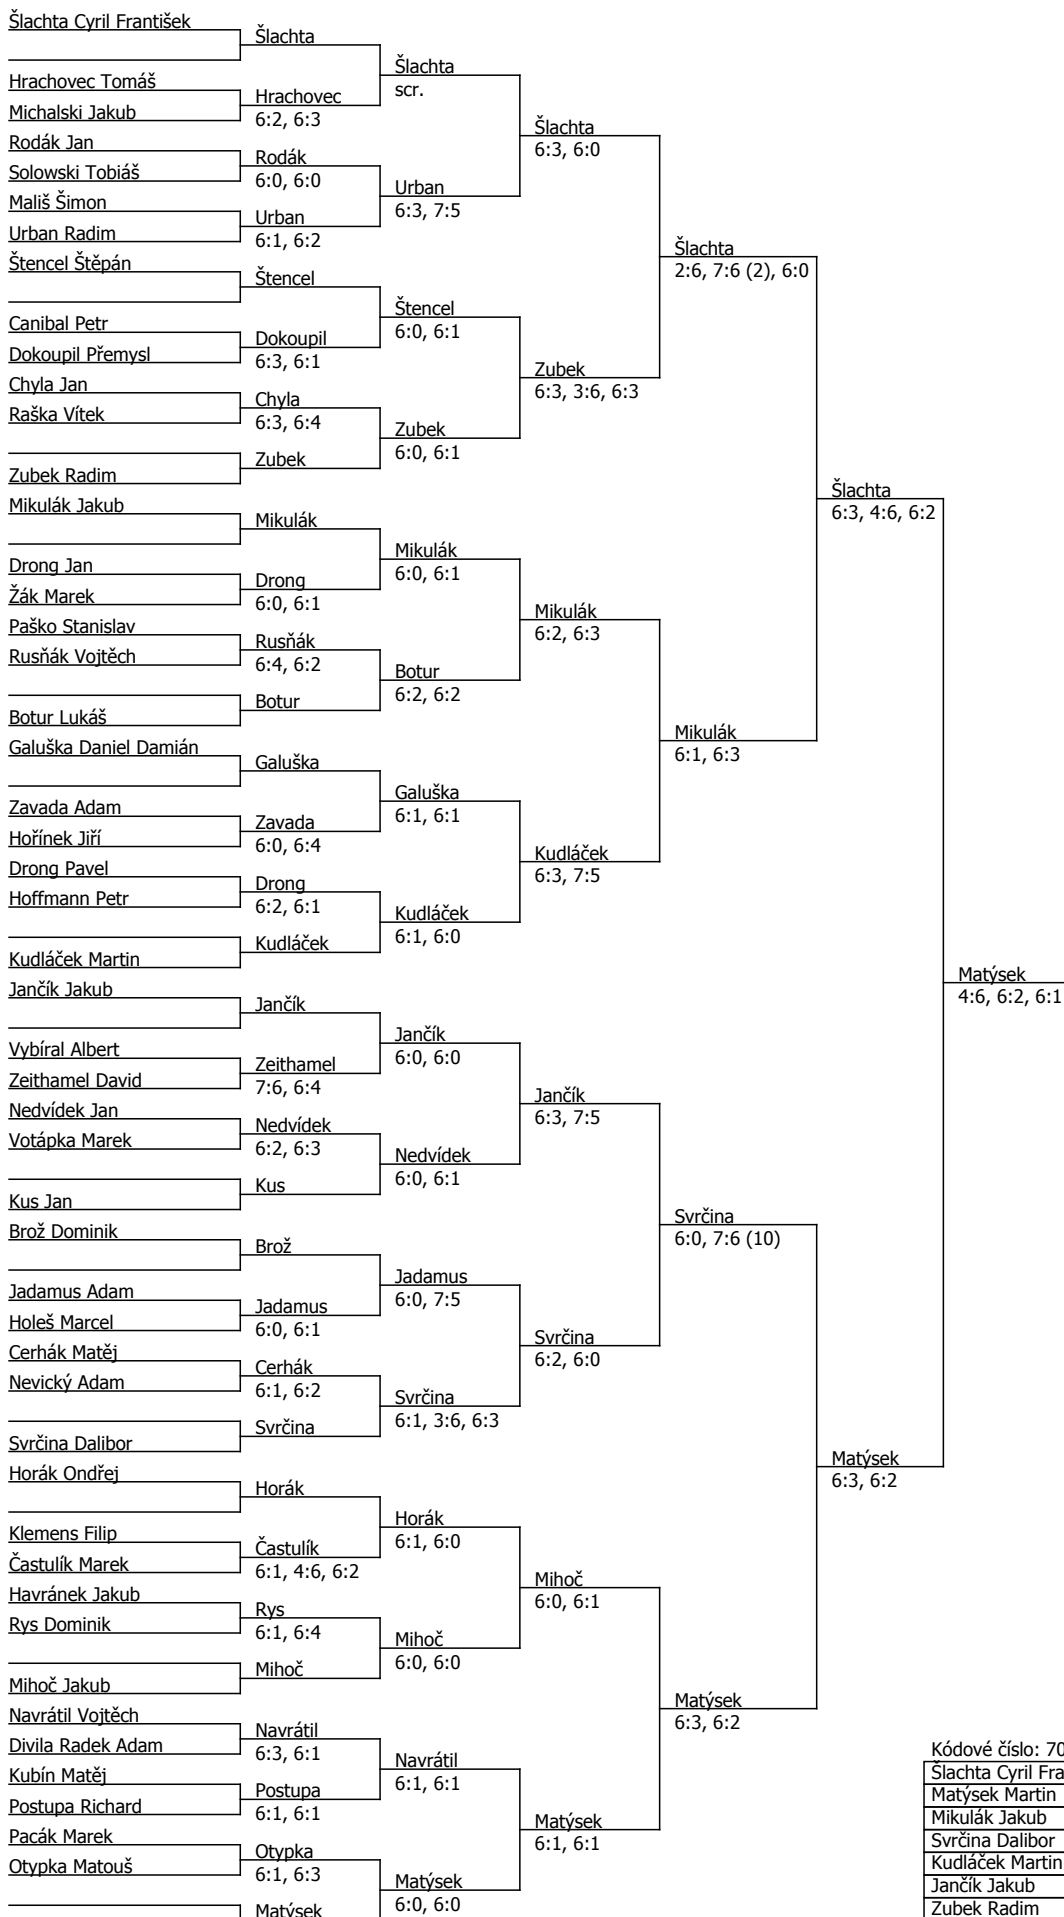 Šlachta Cyril František
Hrachovec Tomáš
Michalski Jakub
Rodák Jan
Solowski Tobiáš
Mališ Šimon
Urban Radim
Štencel Štěpán
Canibal Petr
Dokoupil Přemysl
Chyla Jan
Raška Vítek
Zubek Radim
Mikulák Jakub
Drong Jan
Žák Marek
Paško Stanislav
Rusňák Vojtěch
Botur Lukáš
Galuška Daniel Damián
Zavada Adam
Hořínek Jiří
Drong Pavel
Hoffmann Petr
Kudláček Martin
Jančík Jakub
Vybíral Albert
Zeithamel David
Nedvídek Jan
Votápka Marek
Kus Jan
Brož Dominik
Jadamus Adam
Holeš Marcel
Cerhák Matěj
Nevický Adam
Svrčina Dalibor
Horák Ondřej
Klemens Filip
Častulík Marek
Havránek Jakub
Rys Dominik
Mihoč Jakub
Navrátil Vojtěch
Divila Radek Adam
Kubín Matěj
Postupa Richard
Pacák Marek
Otypka Matouš
Šlachta
Hrachovec
6:2, 6:3
Rodák
6:0, 6:0
Urban
6:1, 6:2
Štencel
Dokoupil
6:3, 6:1
Chyla
6:3, 6:4
Zubek
Mikulák
Drong
6:0, 6:1
Rusňák
6:4, 6:2
Botur
Galuška
Zavada
6:0, 6:4
Drong
6:2, 6:1
Kudláček
Jančík
Zeithamel
7:6, 6:4
Nedvídek
6:2, 6:3
Kus
Brož
Jadamus
6:0, 6:1
Cerhák
6:1, 6:2
Svrčina
Horák
Častulík
6:1, 4:6, 6:2
Rys
6:1, 6:4
Mihoč
Navrátil
6:3, 6:1
Postupa
6:1, 6:1
Otypka
6:1, 6:3
Matýsek
Šlachta
scr.
Urban
6:3, 7:5
Štencel
6:0, 6:1
Zubek
6:0, 6:1
Mikulák
6:0, 6:1
Botur
6:2, 6:2
Galuška
6:1, 6:1
Kudláček
6:1, 6:0
Jančík
6:0, 6:0
Nedvídek
6:0, 6:1
Jadamus
6:0, 7:5
Svrčina
6:1, 3:6, 6:3
Horák
6:1, 6:0
Mihoč
6:0, 6:0
Navrátil
6:1, 6:1
Matýsek
6:0, 6:0
Šlachta
6:3, 6:0
Zubek
6:3, 3:6, 6:3
Mikulák
6:2, 6:3
Kudláček
6:3, 7:5
Jančík
6:3, 7:5
Svrčina
6:2, 6:0
Mihoč
6:0, 6:1
Matýsek
6:1, 6:1
Šlachta
2:6, 7:6 (2), 6:0
Mikulák
6:1, 6:3
Svrčina
6:0, 7:6 (10)
Matýsek
6:3, 6:2
Šlachta
6:3, 4:6, 6:2
Matýsek
6:3, 6:2
Matýsek
4:6, 6:2, 6:1
Kódové číslo: 70
Šlachta Cyril Fra
Matýsek Martin
Mikulák Jakub
Svrčina Dalibor
Kudláček Martin
Jančík Jakub
Zubek Radim